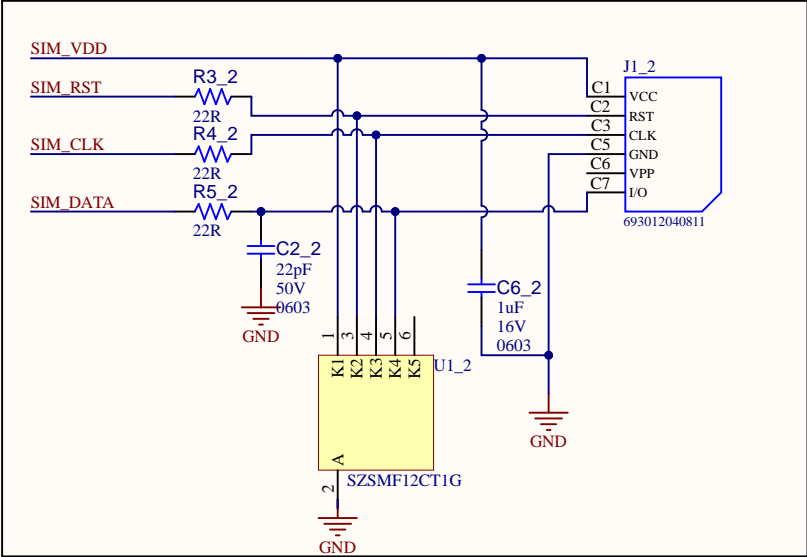 SIM_VDD
SIM_RST
R3_2
22R
SIM_CLK
R4_2
22R
SIM_DATA
R5_2
22R
J1_2
C1 VCC
C2 RST
C3 CLK
C5 GND
C6 VPP
C7 I/O
693012040811
C2_2
22pF
50V
0603
GND
C6_2
1uF
16V
0603
GND
1 3 4 5 6
K1 K2 K3 K4 K5
U1_2
A
2
SZSMF12CT1G
GND